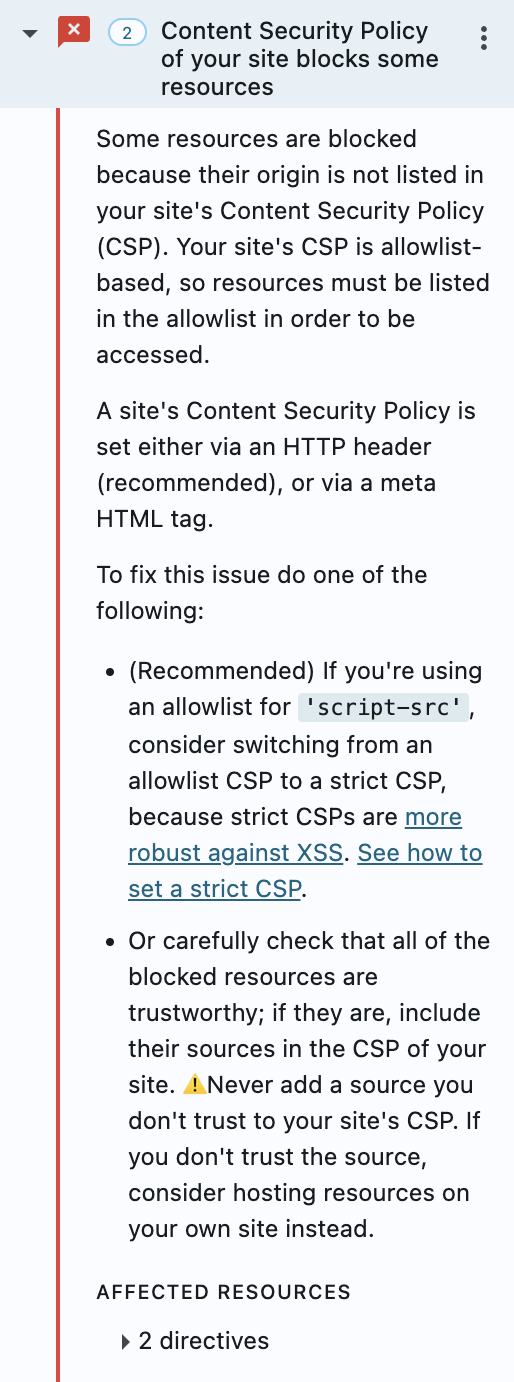 2
Content Security Policy
of your site blocks some
resources
Some resources are blocked
because their origin is not listed in
your site's Content Security Policy
(CSP). Your site's CSP is allowlist-
based, so resources must be listed
in the allowlist in order to be
accessed.
A site's Content Security Policy is
set either via an HTTP header
(recommended), or via a meta
HTML tag.
To fix this issue do one of the
following:
• (Recommended) If you're using
an allowlist for 'script-src',
consider switching from an
allowlist CSP to a strict CSP,
because strict CSPs are more
robust against XSS. See how to
set a strict CSP.
• Or carefully check that all of the
blocked resources are
trustworthy; if they are, include
their sources in the CSP of your
site. ⚠️Never add a source you
don't trust to your site's CSP. If
you don't trust the source,
consider hosting resources on
your own site instead.
AFFECTED RESOURCES
2 directives